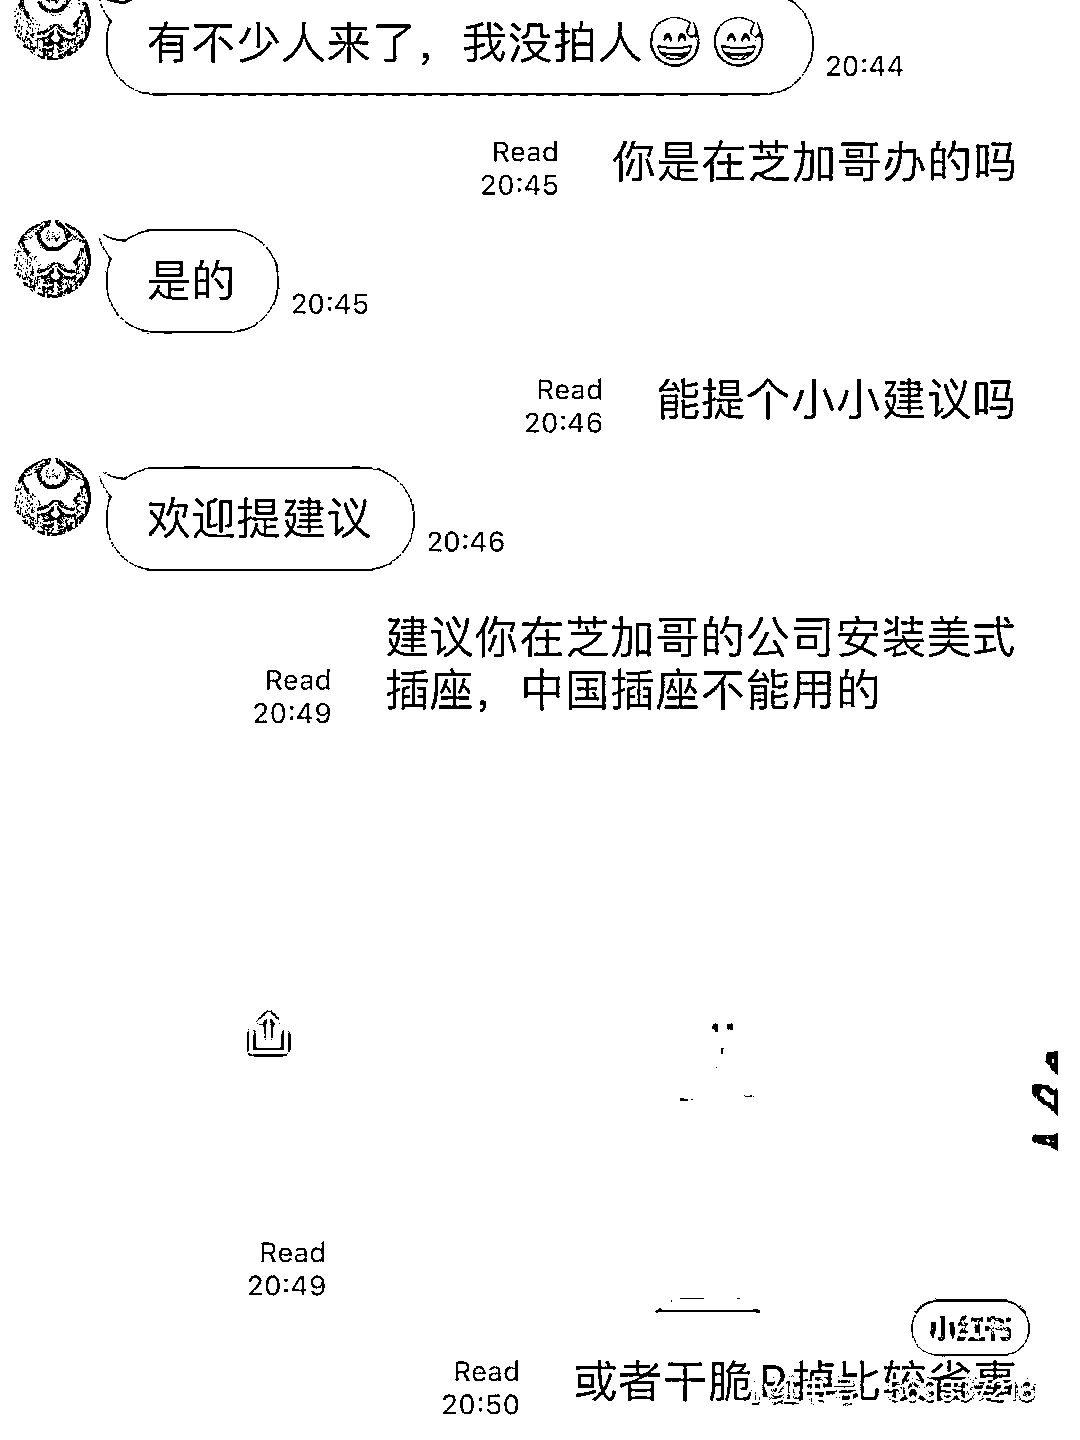 有不少人来了，我没拍人😅😅
20:44
Read
20:45
你是在芝加哥办的吗
是的
20:45
Read
20:46
能提个小小建议吗
欢迎提建议
20:46
建议你在芝加哥的公司安装美式
插座，中国插座不能用的
Read
20:49
Read
20:49
小红书
Read
20:50
或者干脆P掉比较省事